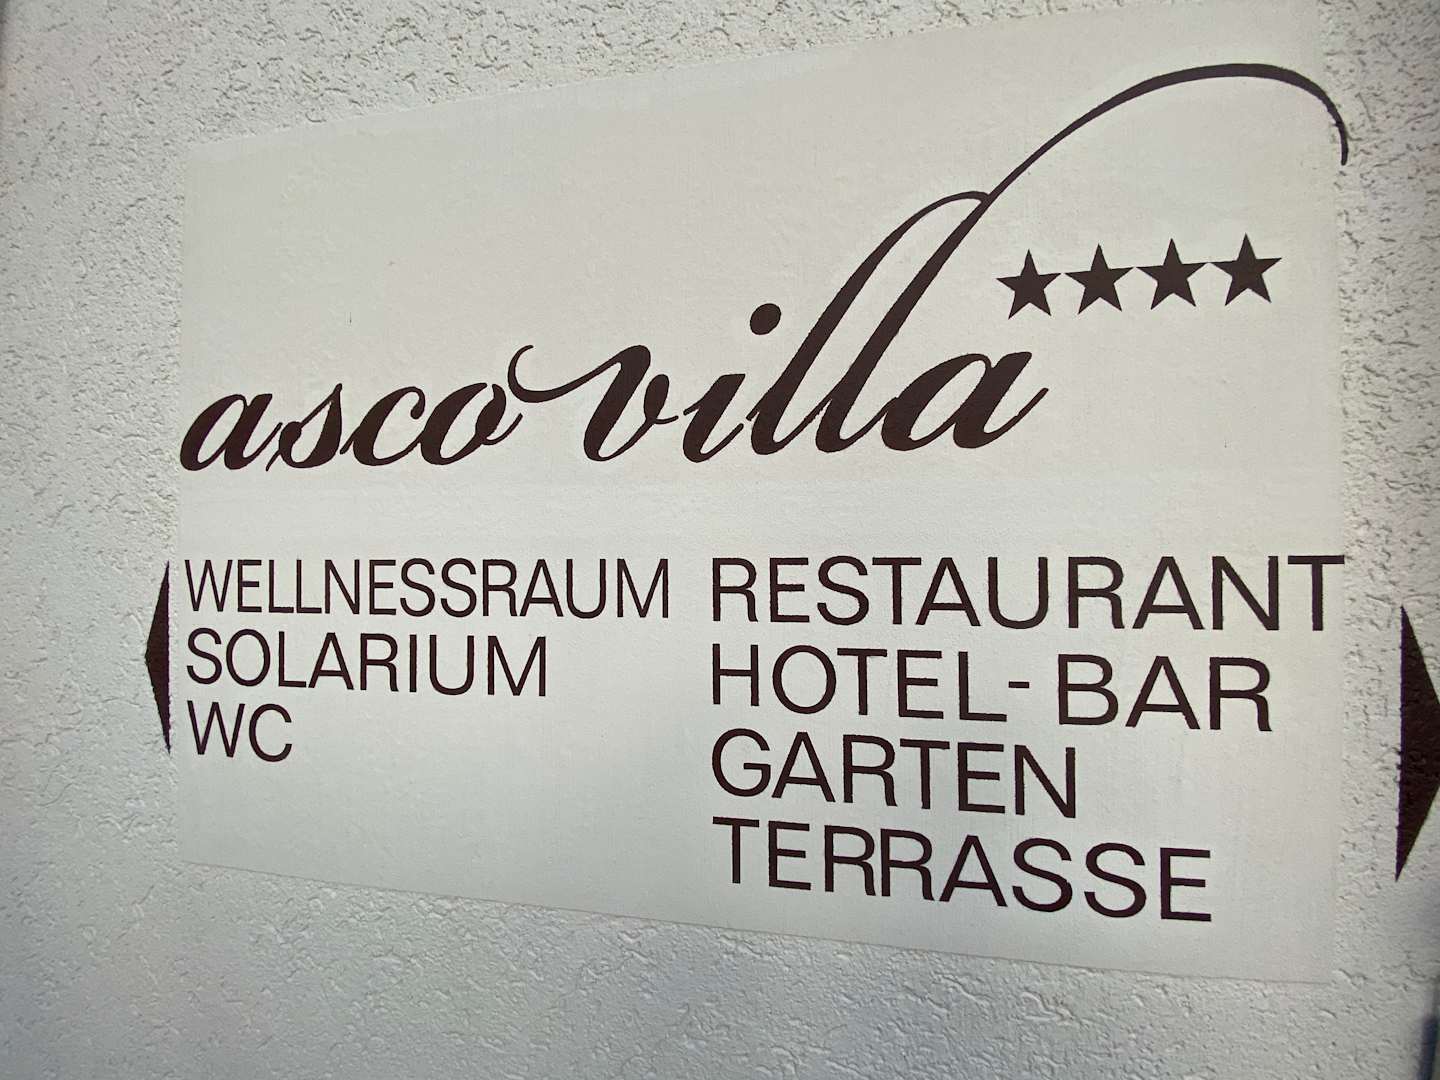 asco villa ★★★★
WELLNESSRAUM
SOLARIUM
WC
RESTAURANT
HOTEL-BAR
GARTEN
TERRASSE